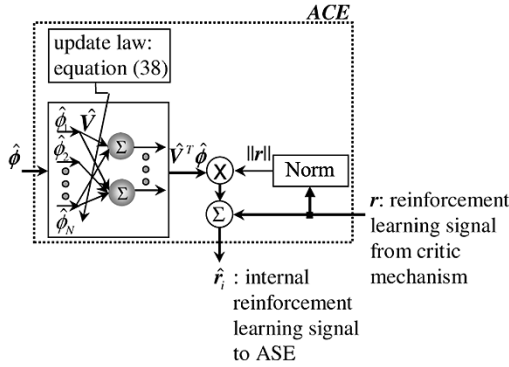 ACE
update law:
equation (38)
φ̂₁ V̂
φ̂₂
φ̂_N
Σ
Σ
φ̂
V̂ᵀ φ̂
X
||r||
Norm
Σ
r: reinforcement
learning signal
from critic
mechanism
r̂ᵢ : internal
reinforcement
learning signal
to ASE